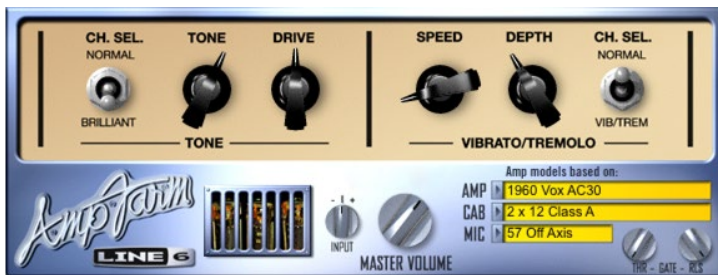 CH. SEL.
NORMAL
BRILLIANT
TONE
DRIVE
TONE
SPEED
DEPTH
CH. SEL.
NORMAL
VIB/TREM
VIBRATO/TREMOLO
Amp Farm
LINE 6
- I +
INPUT
MASTER VOLUME
Amp models based on:
AMP 1960 Vox AC30
CAB 2 x 12 Class A
MIC 57 Off Axis
THR - GATE - RLS